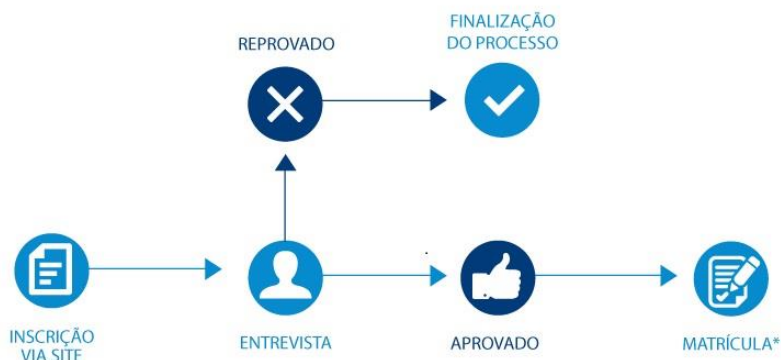 FINALIZAÇÃO
DO PROCESSO
REPROVADO
INSCRIÇÃO
VIA SITE
ENTREVISTA
APROVADO
MATRÍCULA*